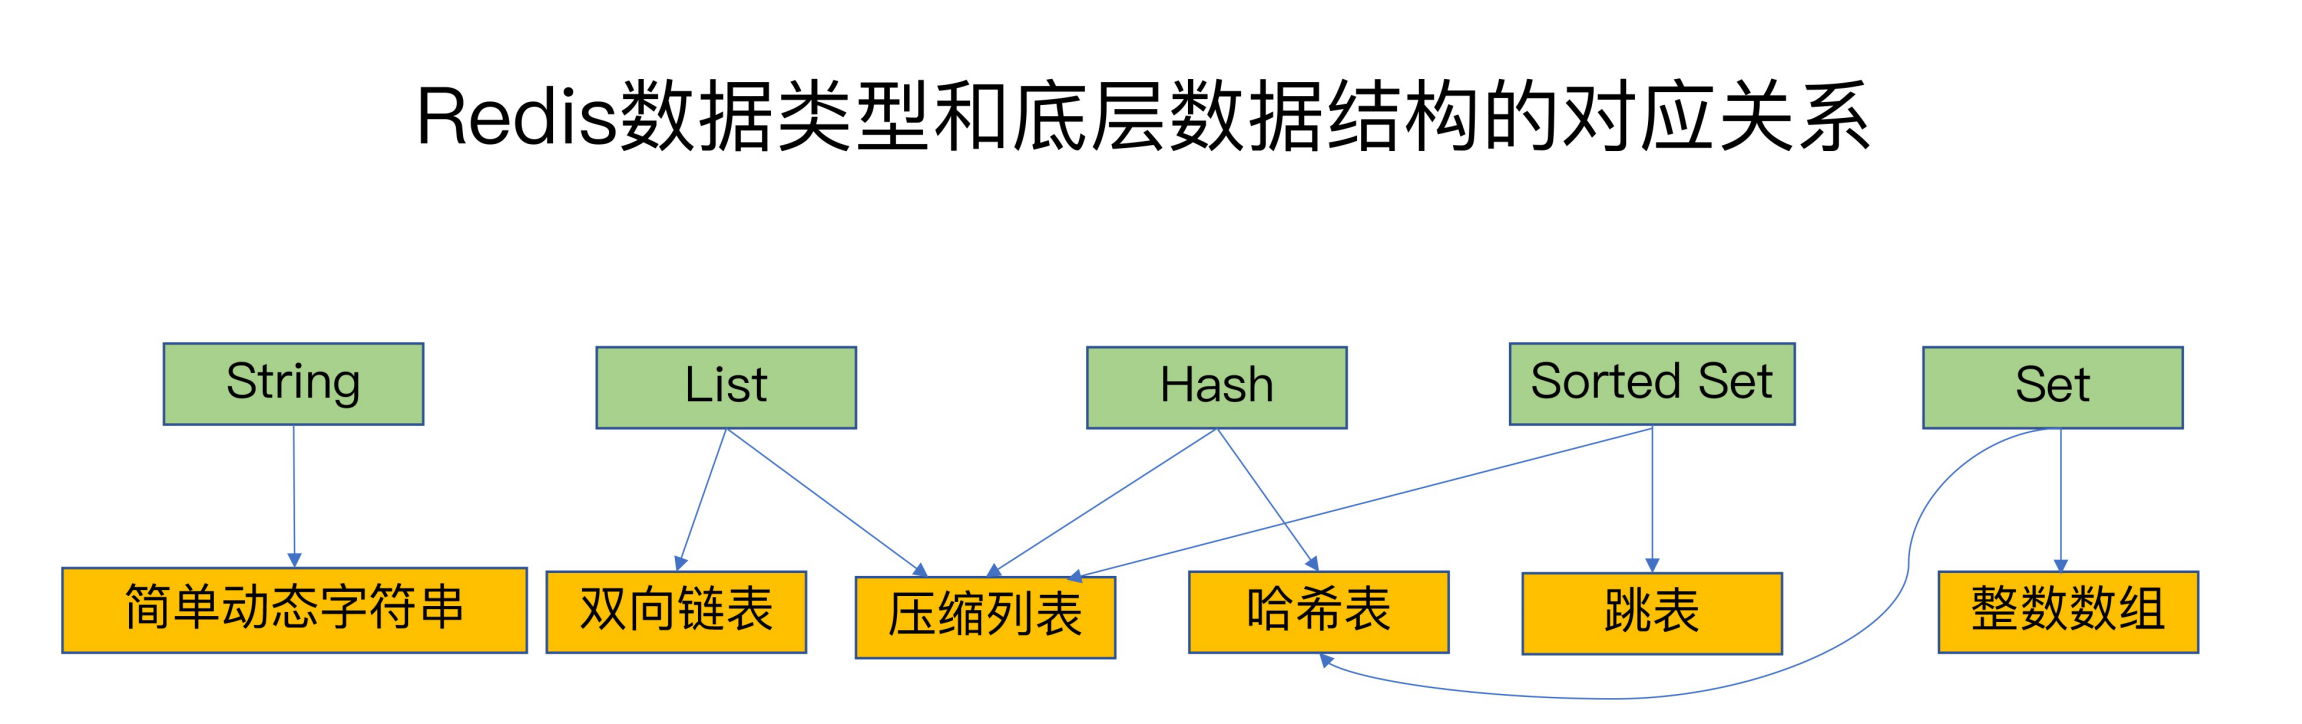 Redis数据类型和底层数据结构的对应关系
String
List
Hash
Sorted Set
Set
简单动态字符串
双向链表
压缩列表
哈希表
跳表
整数数组